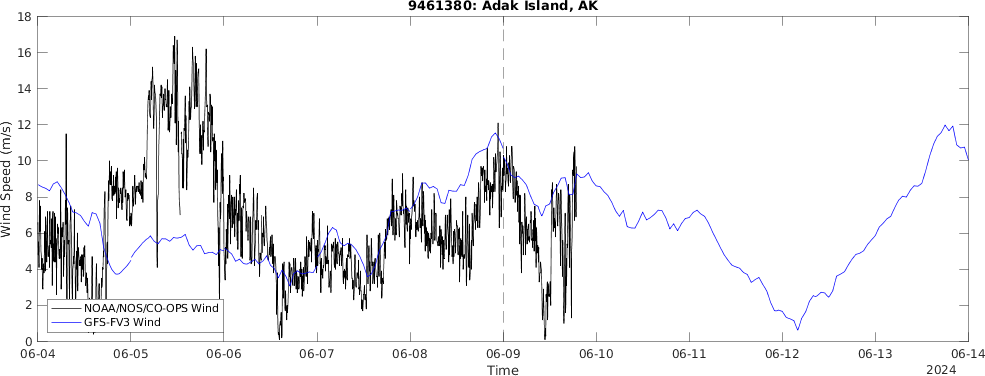 9461380: Adak Island, AK
Wind Speed (m/s)
18
16
14
12
10
8
6
4
2
0
NOAA/NOS/CO-OPS Wind
GFS-FV3 Wind
06-04 06-05 06-06 06-07 06-08 06-09 06-10 06-11 06-12 06-13 06-14
Time
2024